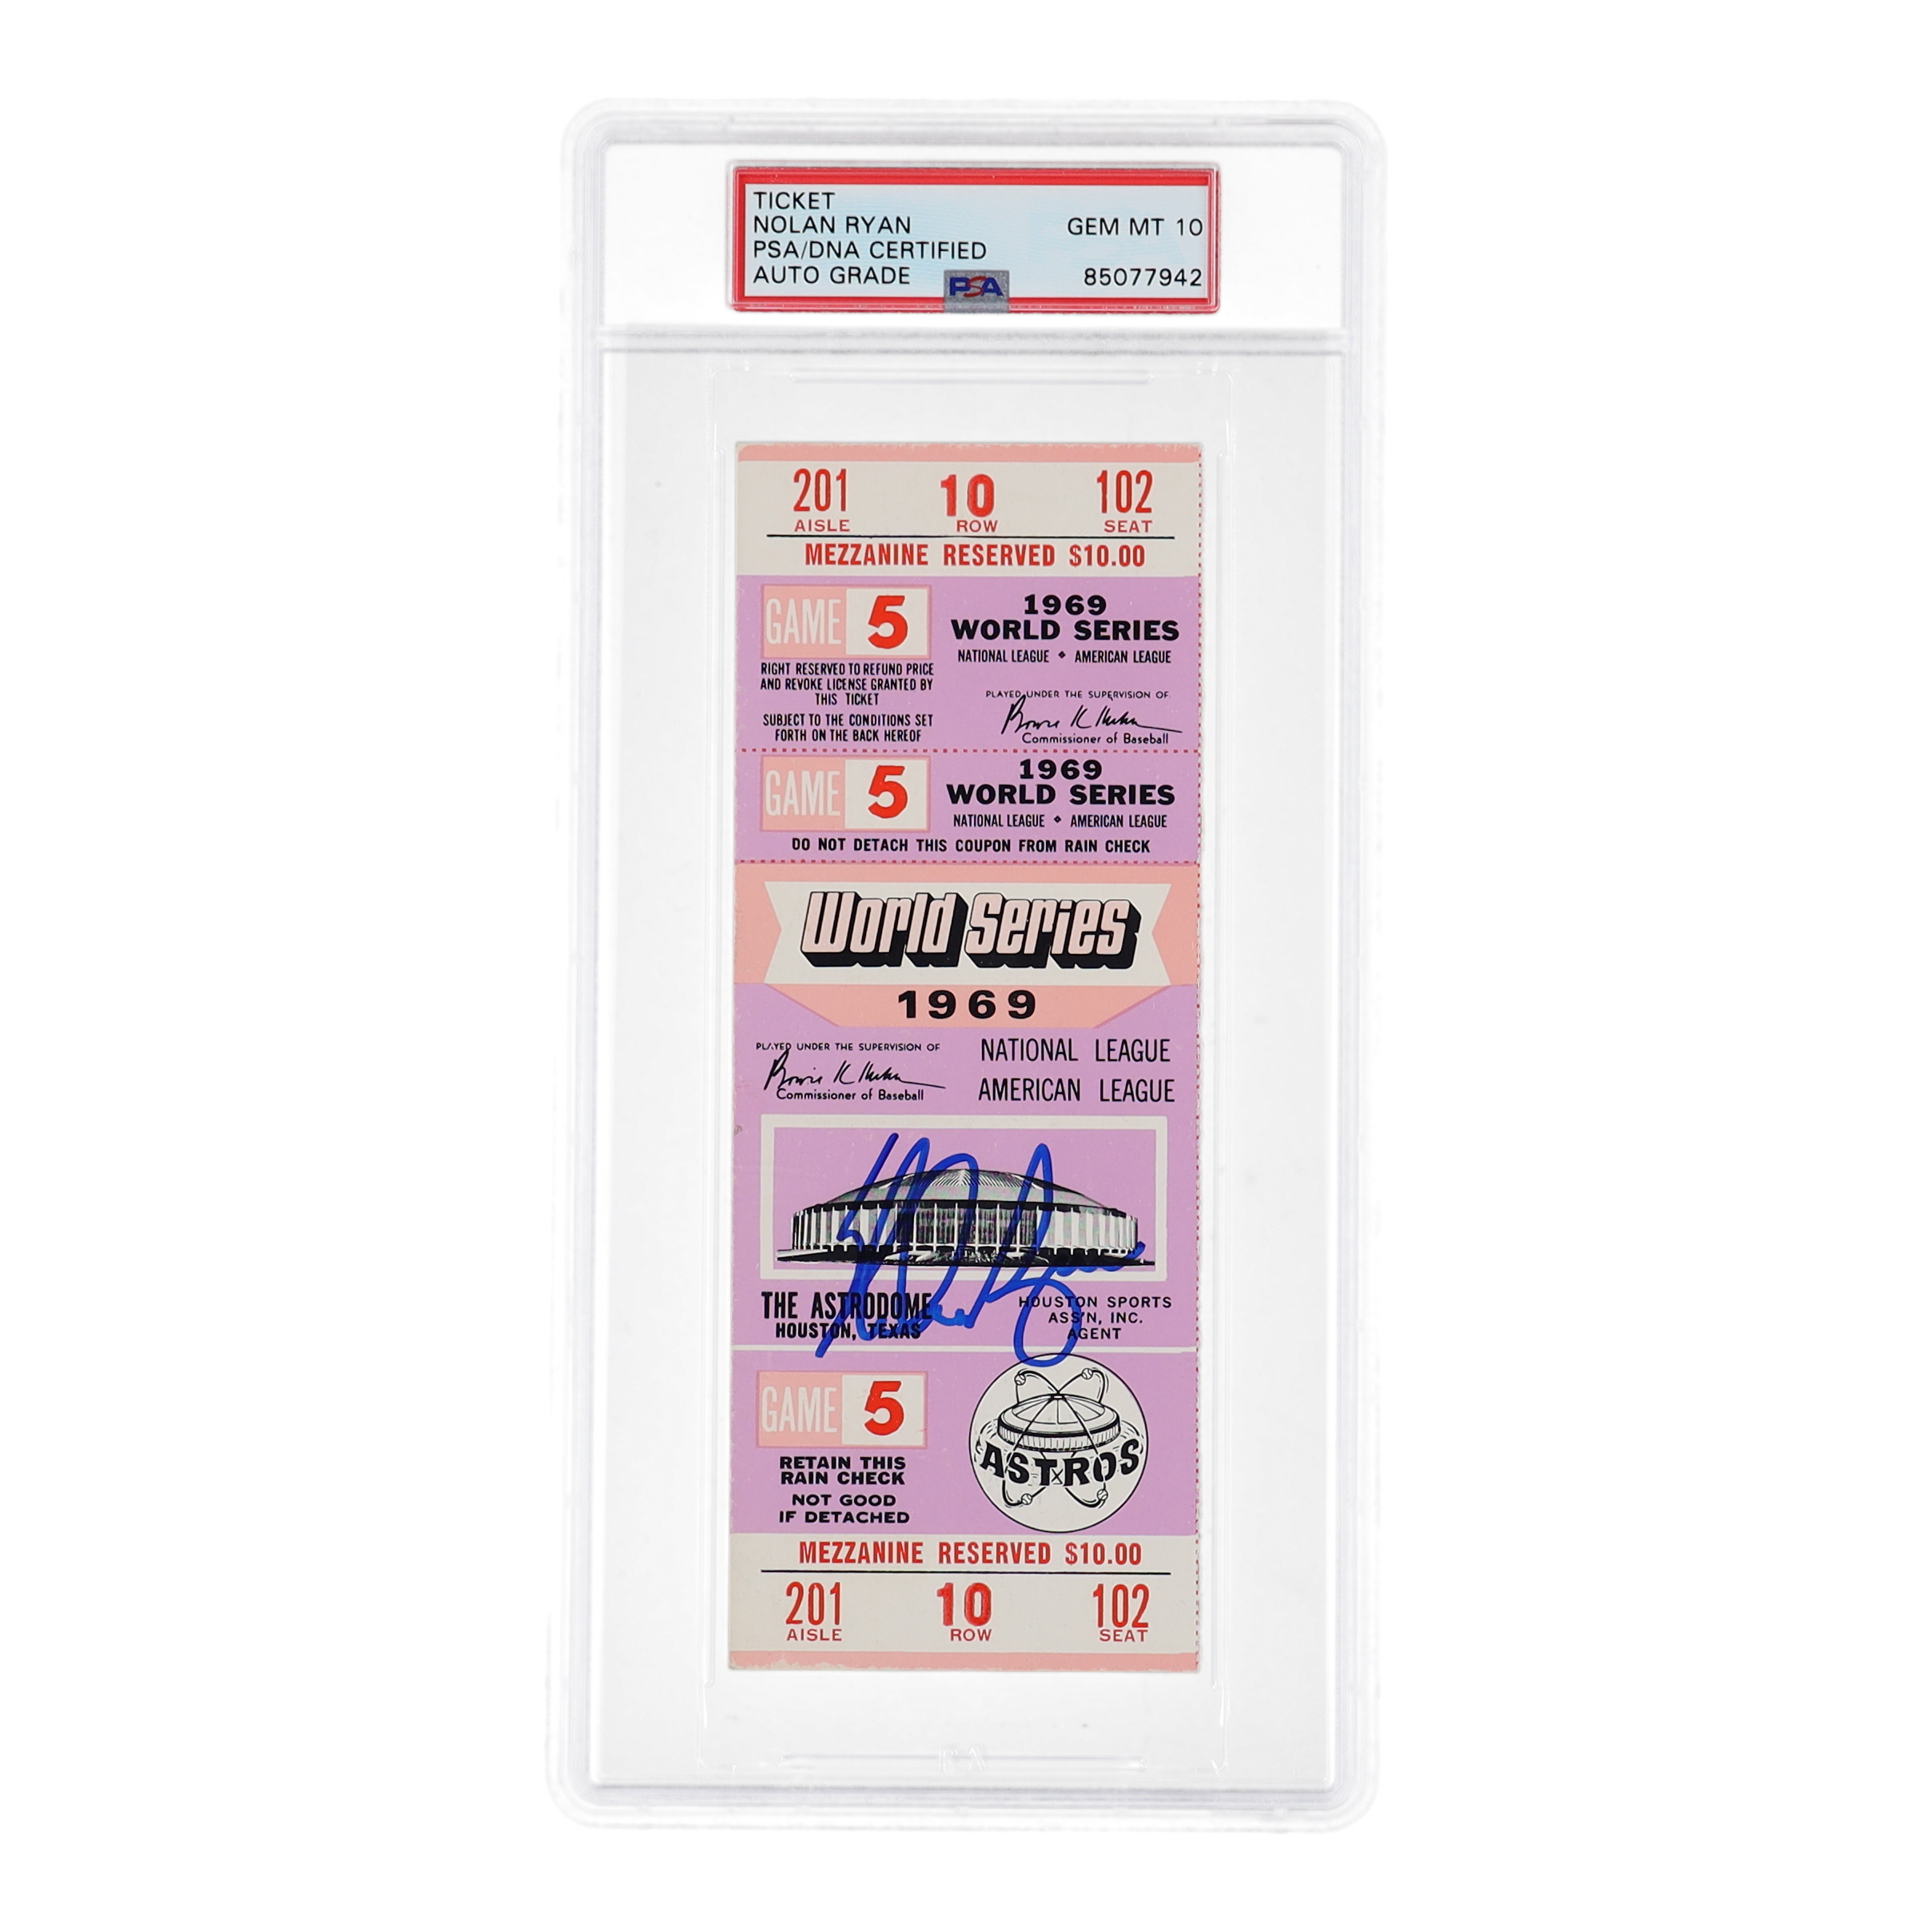 TICKET
NOLAN RYAN
PSA/DNA CERTIFIED
AUTO GRADE
GEM MT 10
85077942
PSA
201 10 102
AISLE ROW SEAT
MEZZANINE RESERVED $10.00
GAME 5
RIGHT RESERVED TO REFUND PRICE
AND REVOKE LICENSE GRANTED BY
THIS TICKET
SUBJECT TO THE CONDITIONS SET
FORTH ON THE BACK HEREOF
1969
WORLD SERIES
NATIONAL LEAGUE ◆ AMERICAN LEAGUE
PLAYED UNDER THE SUPERVISION OF
Bowie K Kuhn
Commissioner of Baseball
GAME 5
1969
WORLD SERIES
NATIONAL LEAGUE ◆ AMERICAN LEAGUE
DO NOT DETACH THIS COUPON FROM RAIN CHECK
World Series
1969
PLAYED UNDER THE SUPERVISION OF
Bowie K Kuhn
Commissioner of Baseball
NATIONAL LEAGUE
AMERICAN LEAGUE
Nolan Ryan
THE ASTRODOME
HOUSTON, TEXAS
HOUSTON SPORTS
ASS'N, INC.
AGENT
GAME 5
RETAIN THIS
RAIN CHECK
NOT GOOD
IF DETACHED
ASTROS
MEZZANINE RESERVED $10.00
201 10 102
AISLE ROW SEAT